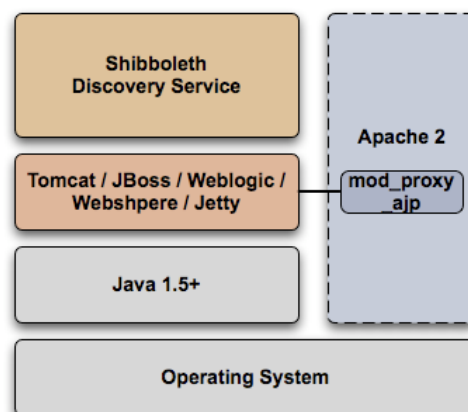 Shibboleth
Discovery Service
Apache 2
Tomcat / JBoss / Weblogic /
Webshpere / Jetty
mod_proxy
_ajp
Java 1.5+
Operating System